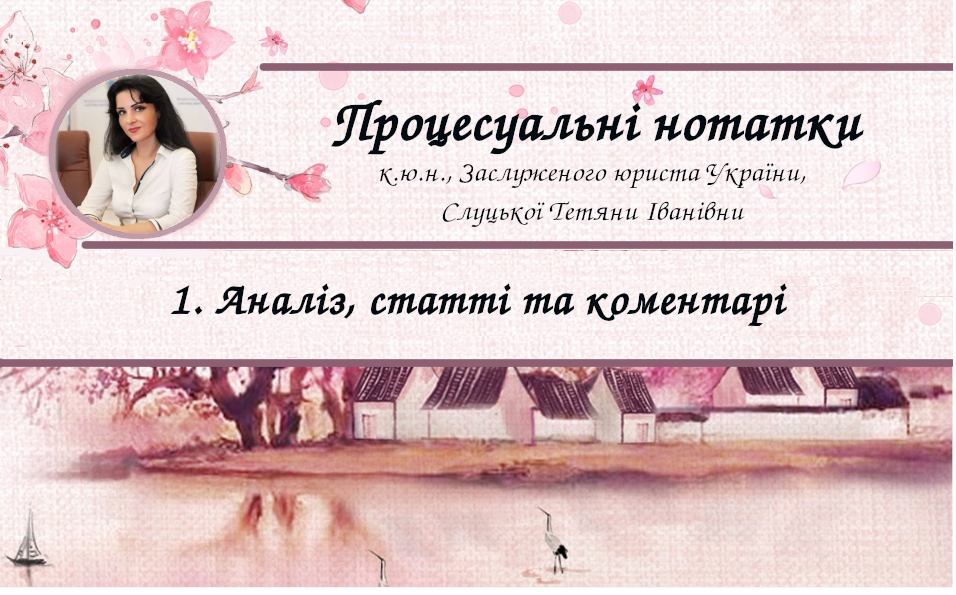 Процесуальні нотатки
к.ю.н., Заслуженого юриста України,
Слуцької Тетяни Іванівни
1. Аналіз, статті та коментарі